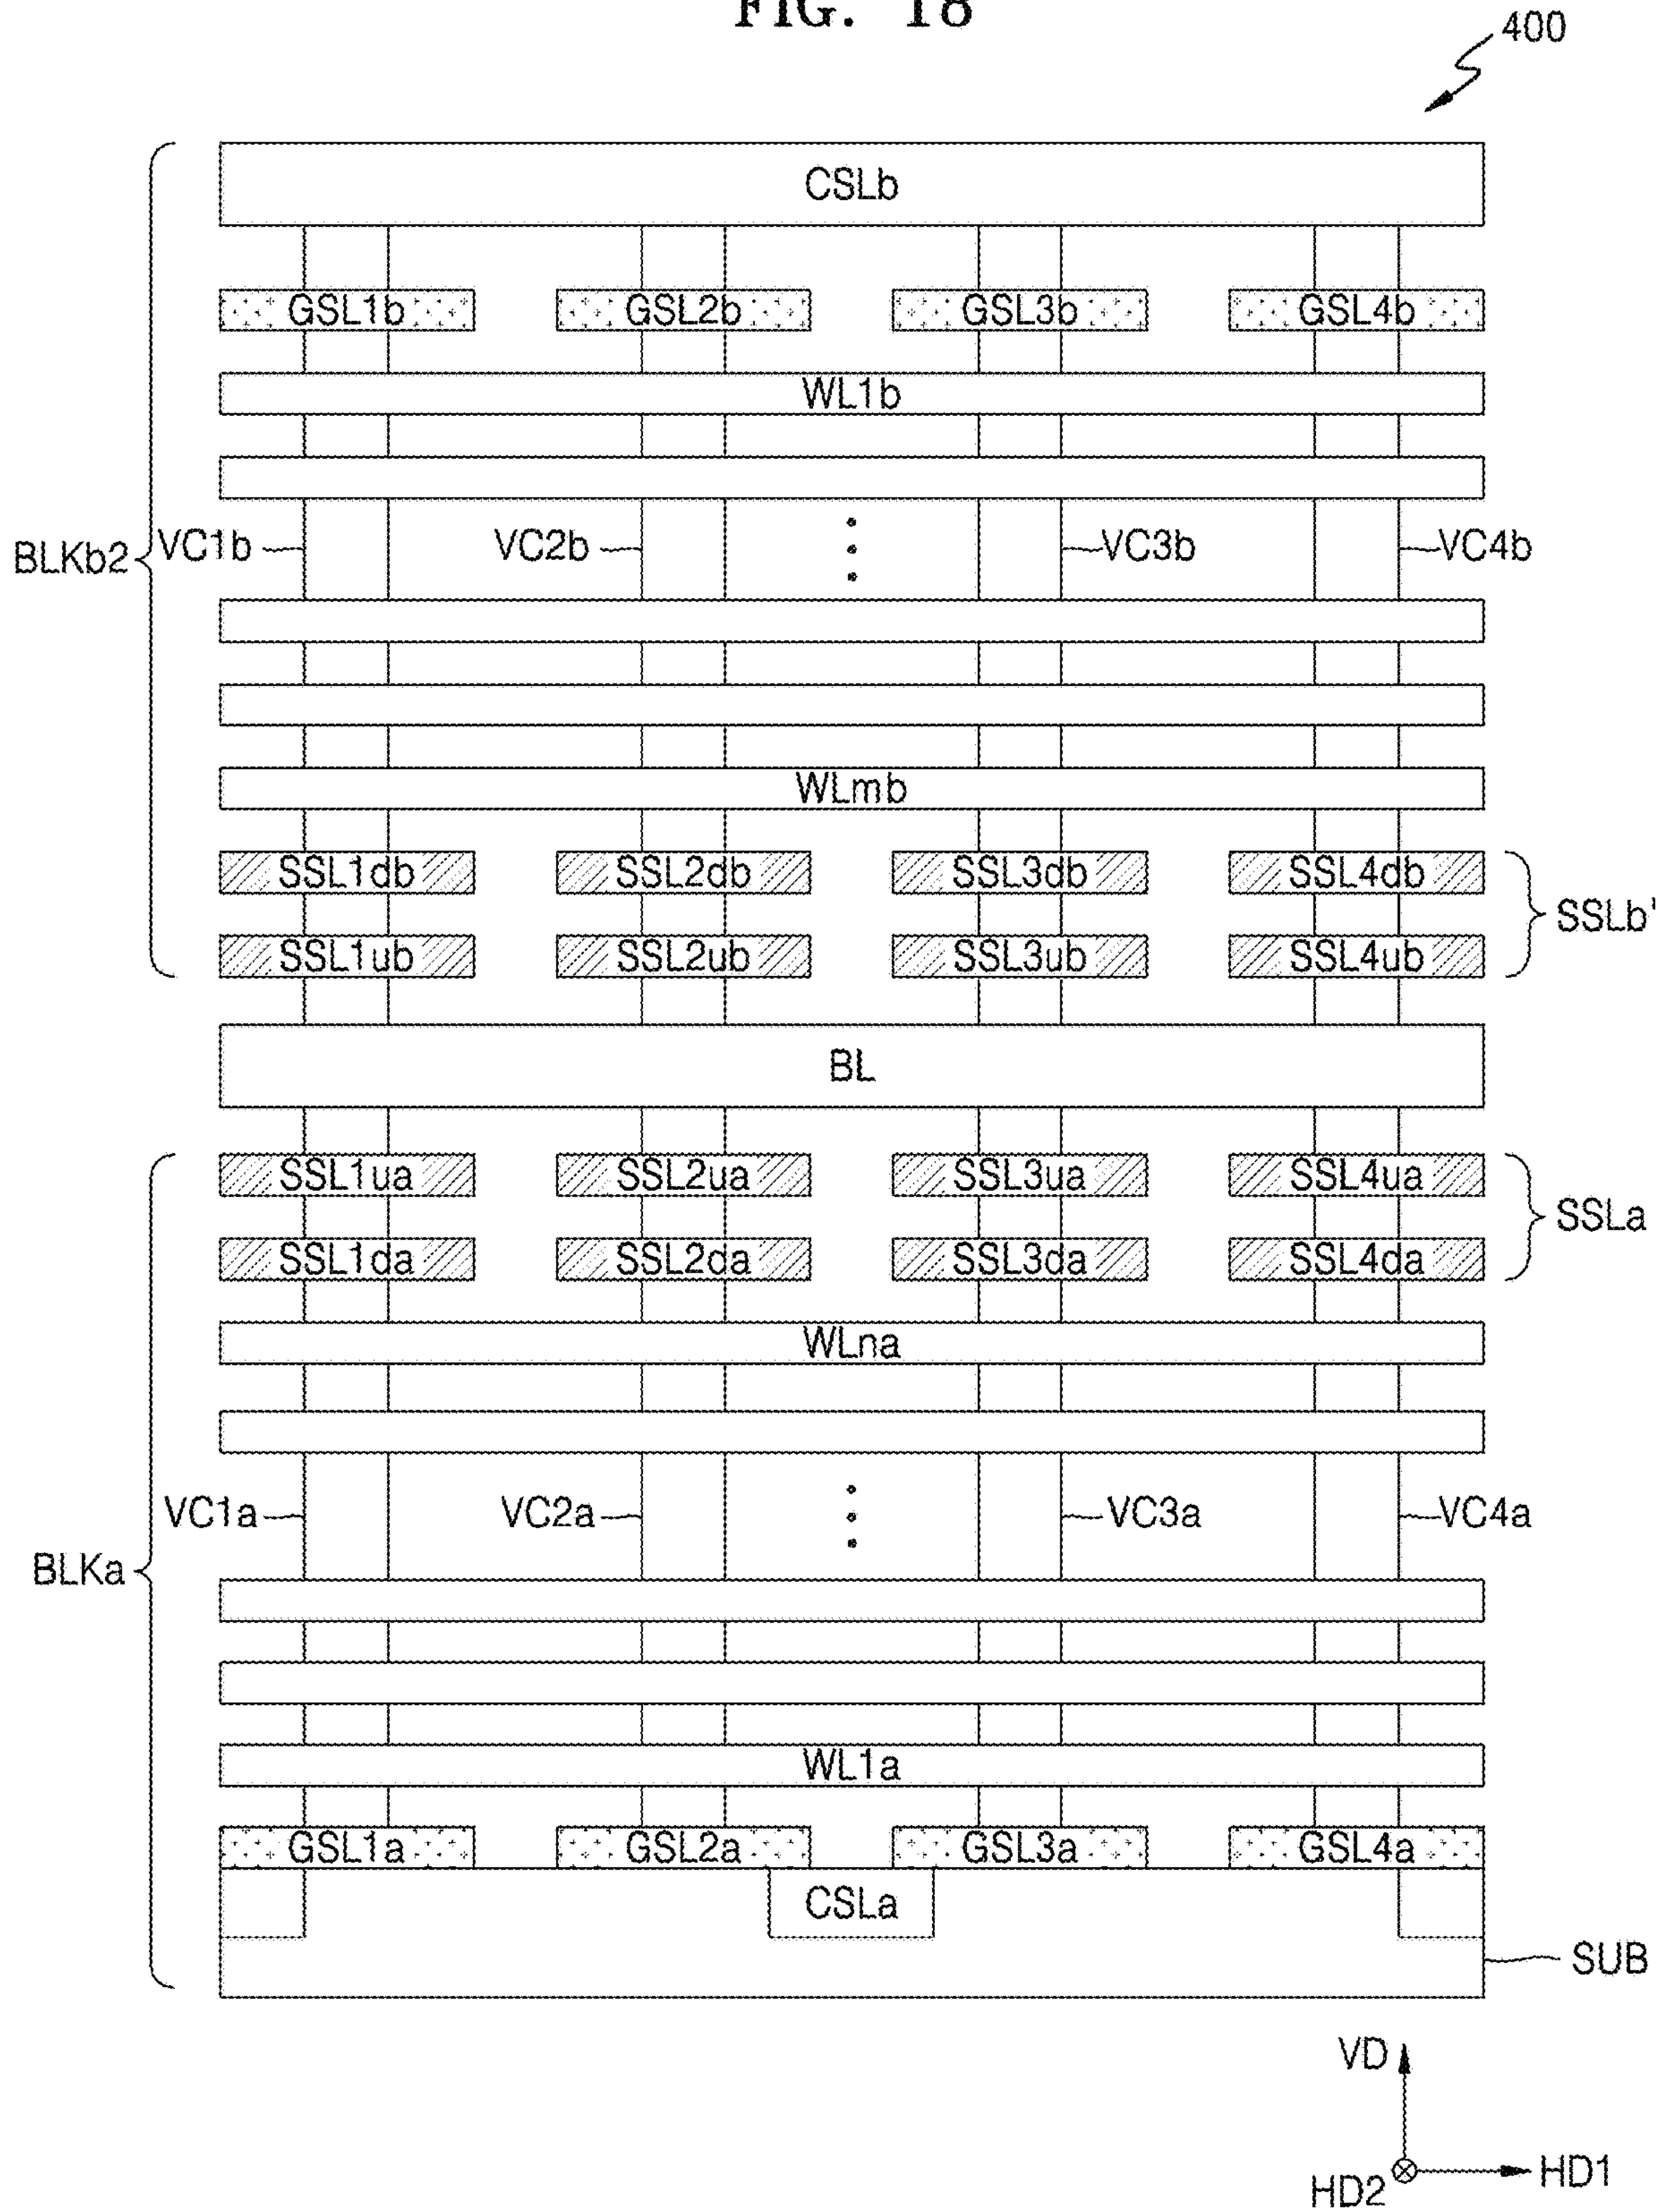 FIG. 18
400
CSLb
GSL1b GSL2b GSL3b GSL4b
WL1b
BLKb2 VC1b VC2b VC3b VC4b
WLmb
SSL1db SSL2db SSL3db SSL4db
SSLb'
SSL1ub SSL2ub SSL3ub SSL4ub
BL
SSL1ua SSL2ua SSL3ua SSL4ua
SSLa
SSL1da SSL2da SSL3da SSL4da
WLna
VC1a VC2a VC3a VC4a
BLKa
WL1a
GSL1a GSL2a GSL3a GSL4a
CSLa
SUB
VD
HD1
HD2